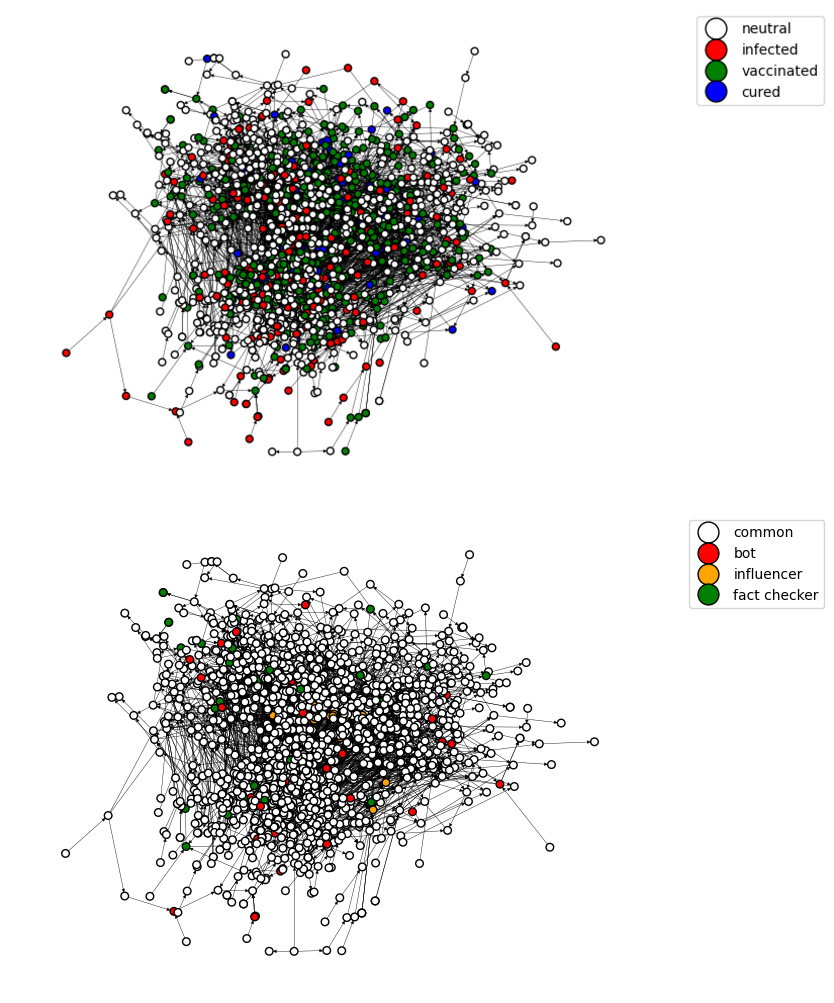 neutral
infected
vaccinated
cured
common
bot
influencer
fact checker